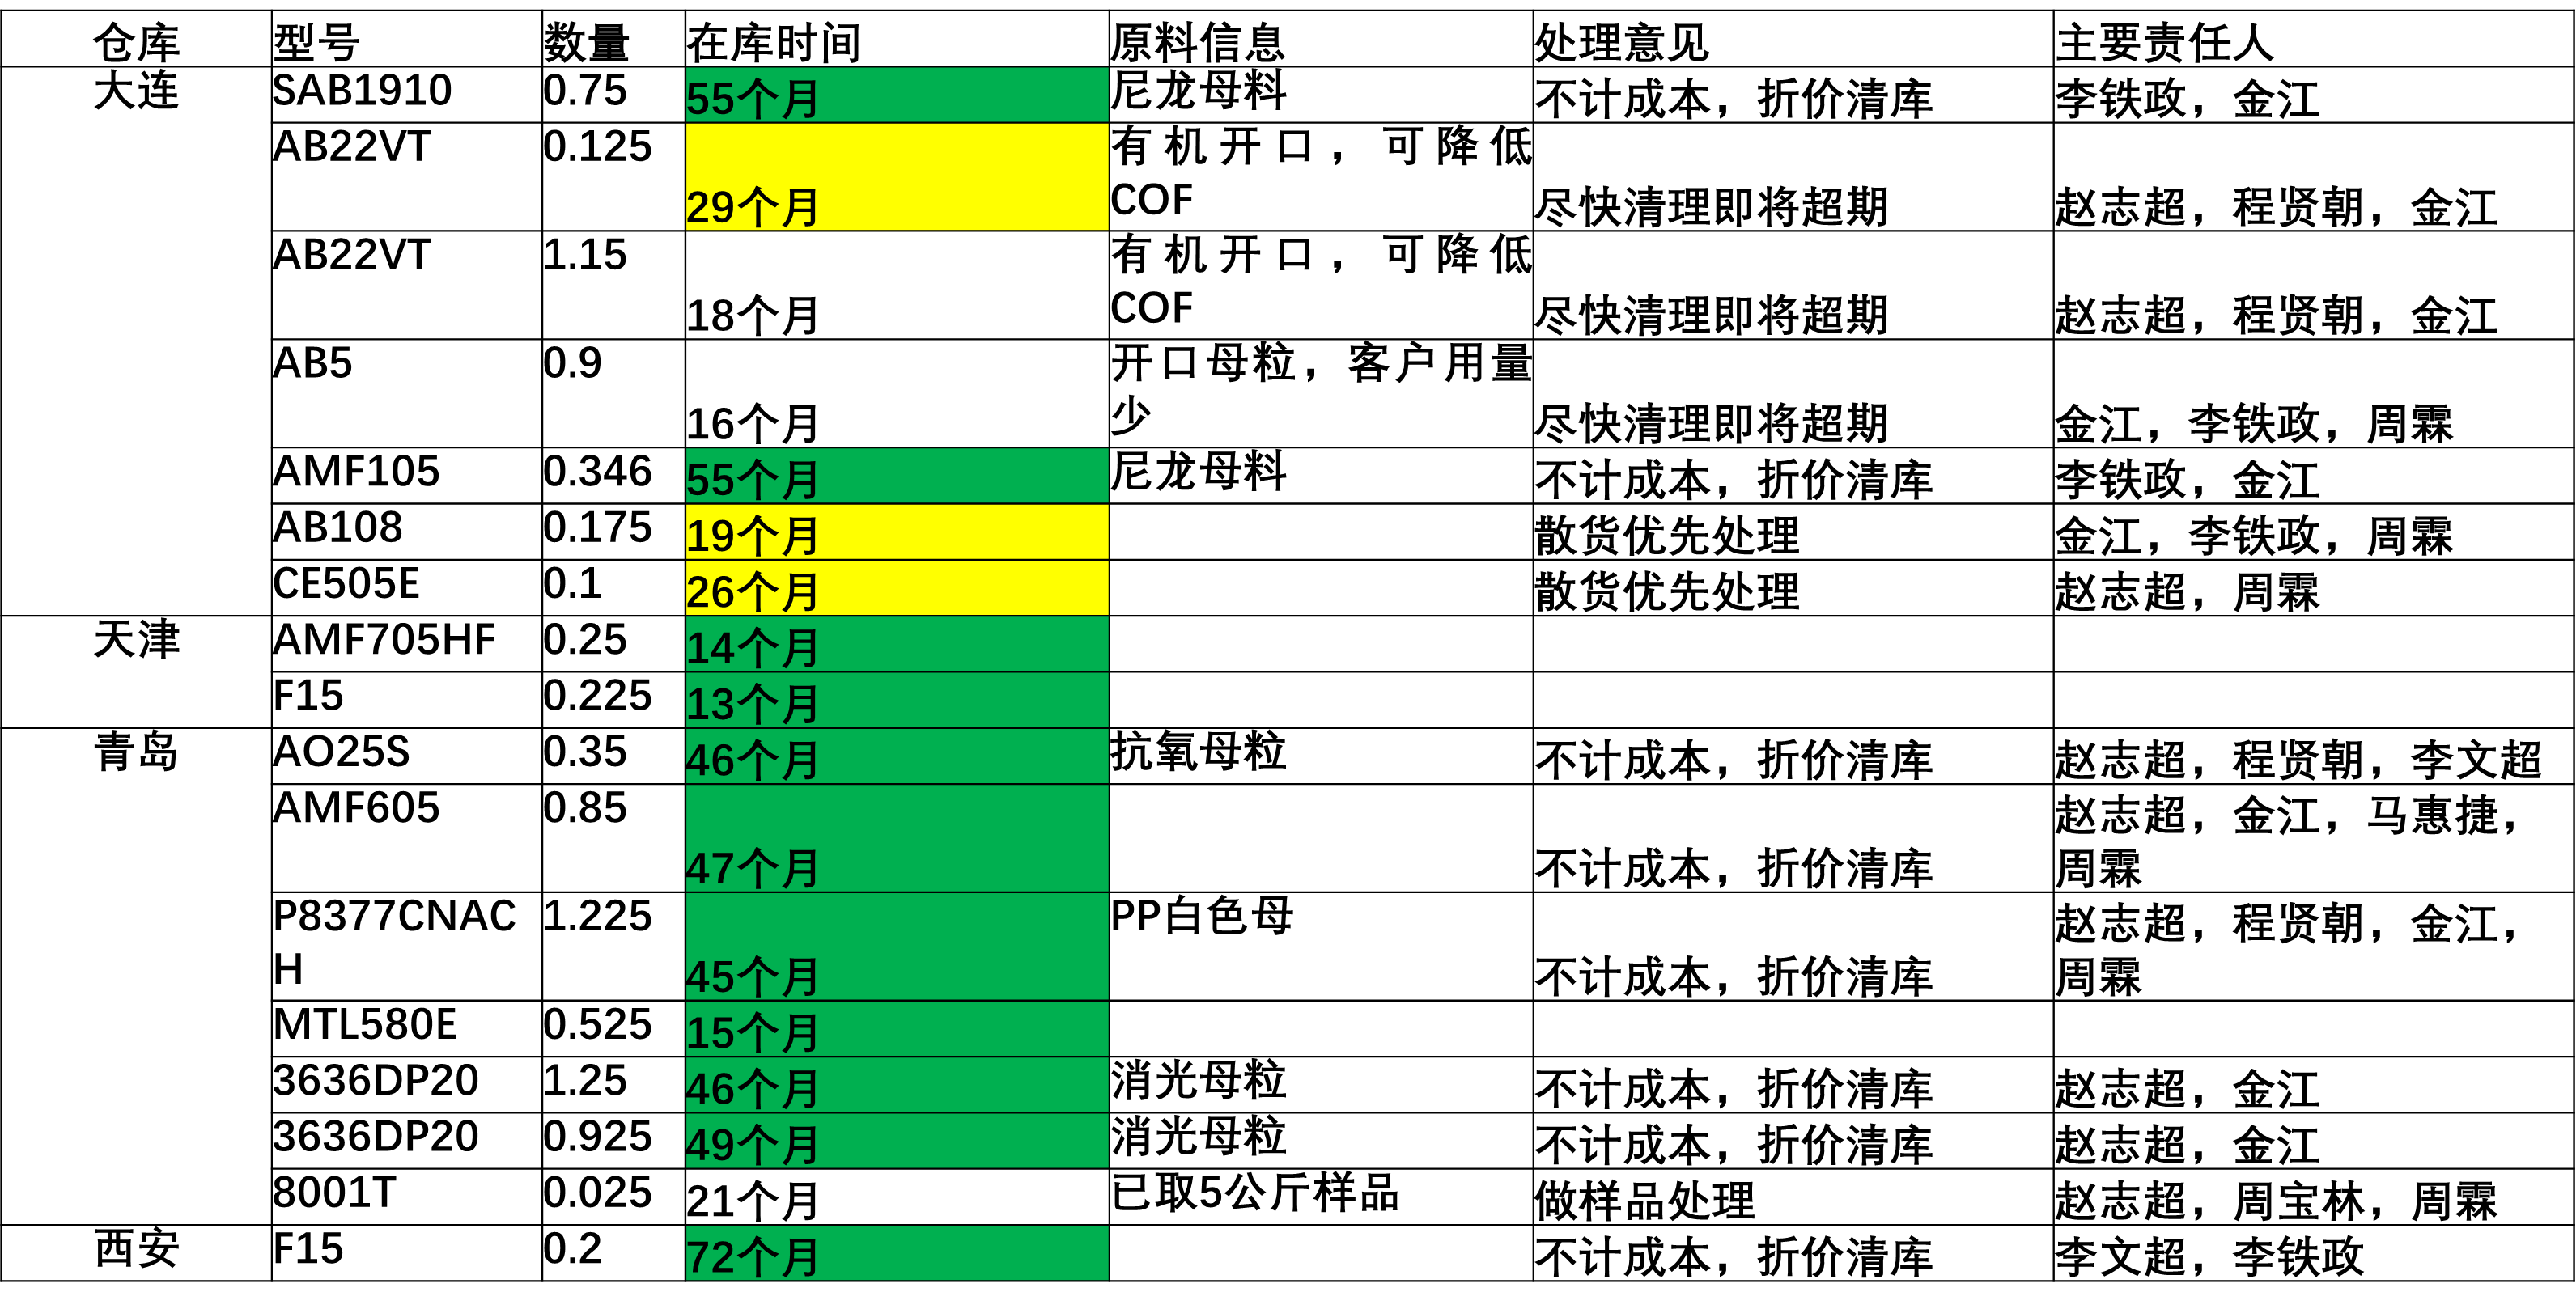 仓库 型号 数量 在库时间 原料信息 处理意见 主要责任人
大连 SAB1910 0.75 55个月 尼龙母料 不计成本，折价清库 李铁政，金江
AB22VT 0.125 29个月 有机开口，可降低
COF 尽快清理即将超期 赵志超，程贤朝，金江
AB22VT 1.15 18个月 有机开口，可降低
COF 尽快清理即将超期 赵志超，程贤朝，金江
AB5 0.9 16个月 开口母粒，客户用量
少 尽快清理即将超期 金江，李铁政，周霖
AMF105 0.346 55个月 尼龙母料 不计成本，折价清库 李铁政，金江
AB108 0.175 19个月 散货优先处理 金江，李铁政，周霖
CE505E 0.1 26个月 散货优先处理 赵志超，周霖
天津 AMF705HF 0.25 14个月
F15 0.225 13个月
青岛 AO25S 0.35 46个月 抗氧母粒 不计成本，折价清库 赵志超，程贤朝，李文超
AMF605 0.85 47个月 不计成本，折价清库 赵志超，金江，马惠捷，
周霖
P8377CNAC
H 1.225 45个月 PP白色母 不计成本，折价清库 赵志超，程贤朝，金江，
周霖
MTL580E 0.525 15个月
3636DP20 1.25 46个月 消光母粒 不计成本，折价清库 赵志超，金江
3636DP20 0.925 49个月 消光母粒 不计成本，折价清库 赵志超，金江
8001T 0.025 21个月 已取5公斤样品 做样品处理 赵志超，周宝林，周霖
西安 F15 0.2 72个月 不计成本，折价清库 李文超，李铁政